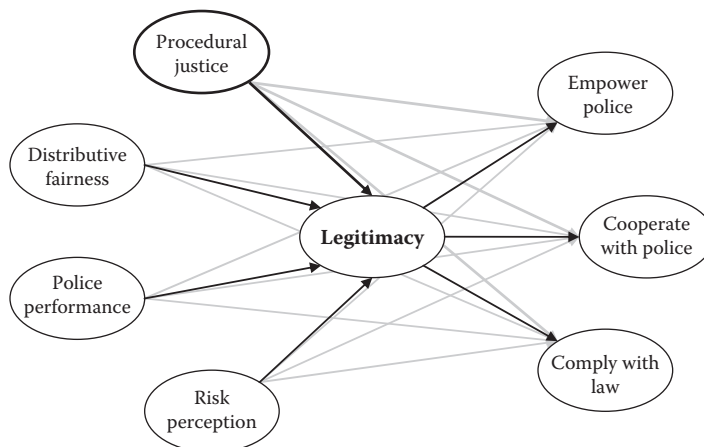 Procedural
justice
Empower
police
Distributive
fairness
Legitimacy
Cooperate
with police
Police
performance
Comply with
law
Risk
perception